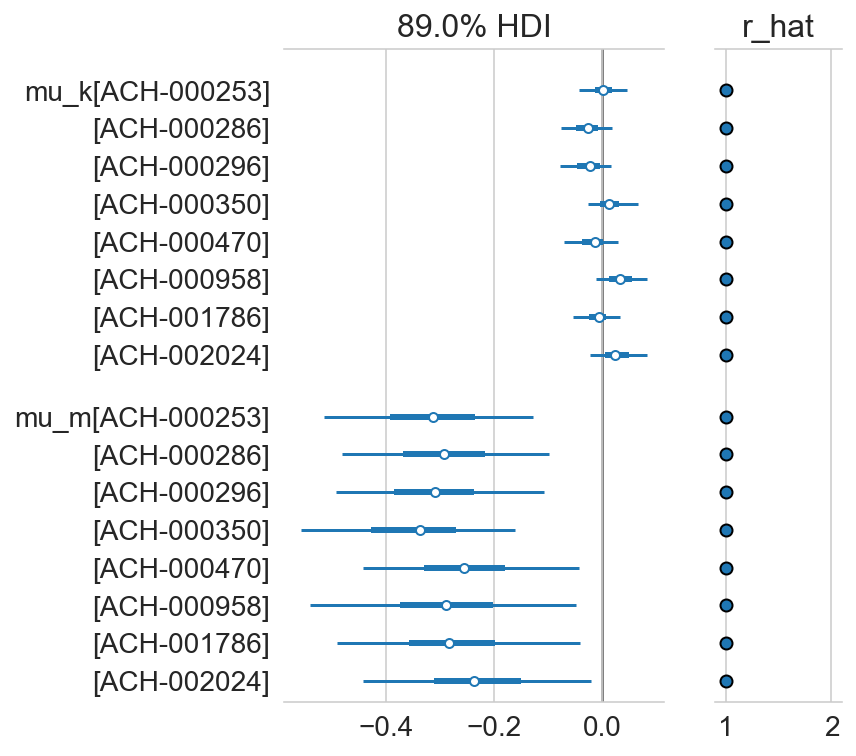 89.0% HDI r_hat
mu_k[ACH-000253]
[ACH-000286]
[ACH-000296]
[ACH-000350]
[ACH-000470]
[ACH-000958]
[ACH-001786]
[ACH-002024]
mu_m[ACH-000253]
[ACH-000286]
[ACH-000296]
[ACH-000350]
[ACH-000470]
[ACH-000958]
[ACH-001786]
[ACH-002024]
−0.4 −0.2 0.0 1 2